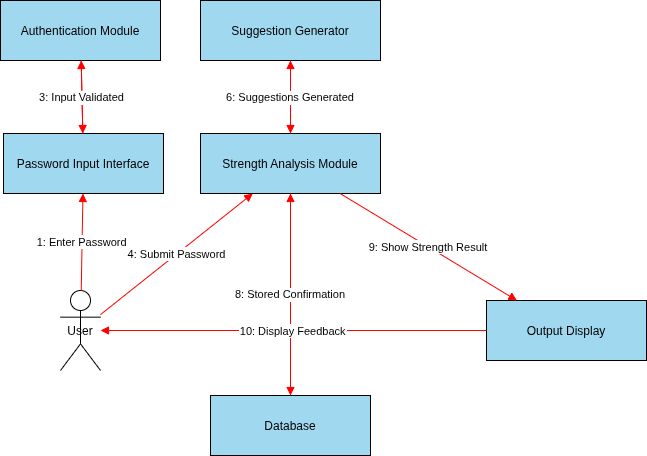 Authentication Module
Suggestion Generator
3: Input Validated
6: Suggestions Generated
Password Input Interface
Strength Analysis Module
1: Enter Password
4: Submit Password
9: Show Strength Result
8: Stored Confirmation
User
10: Display Feedback
Output Display
Database